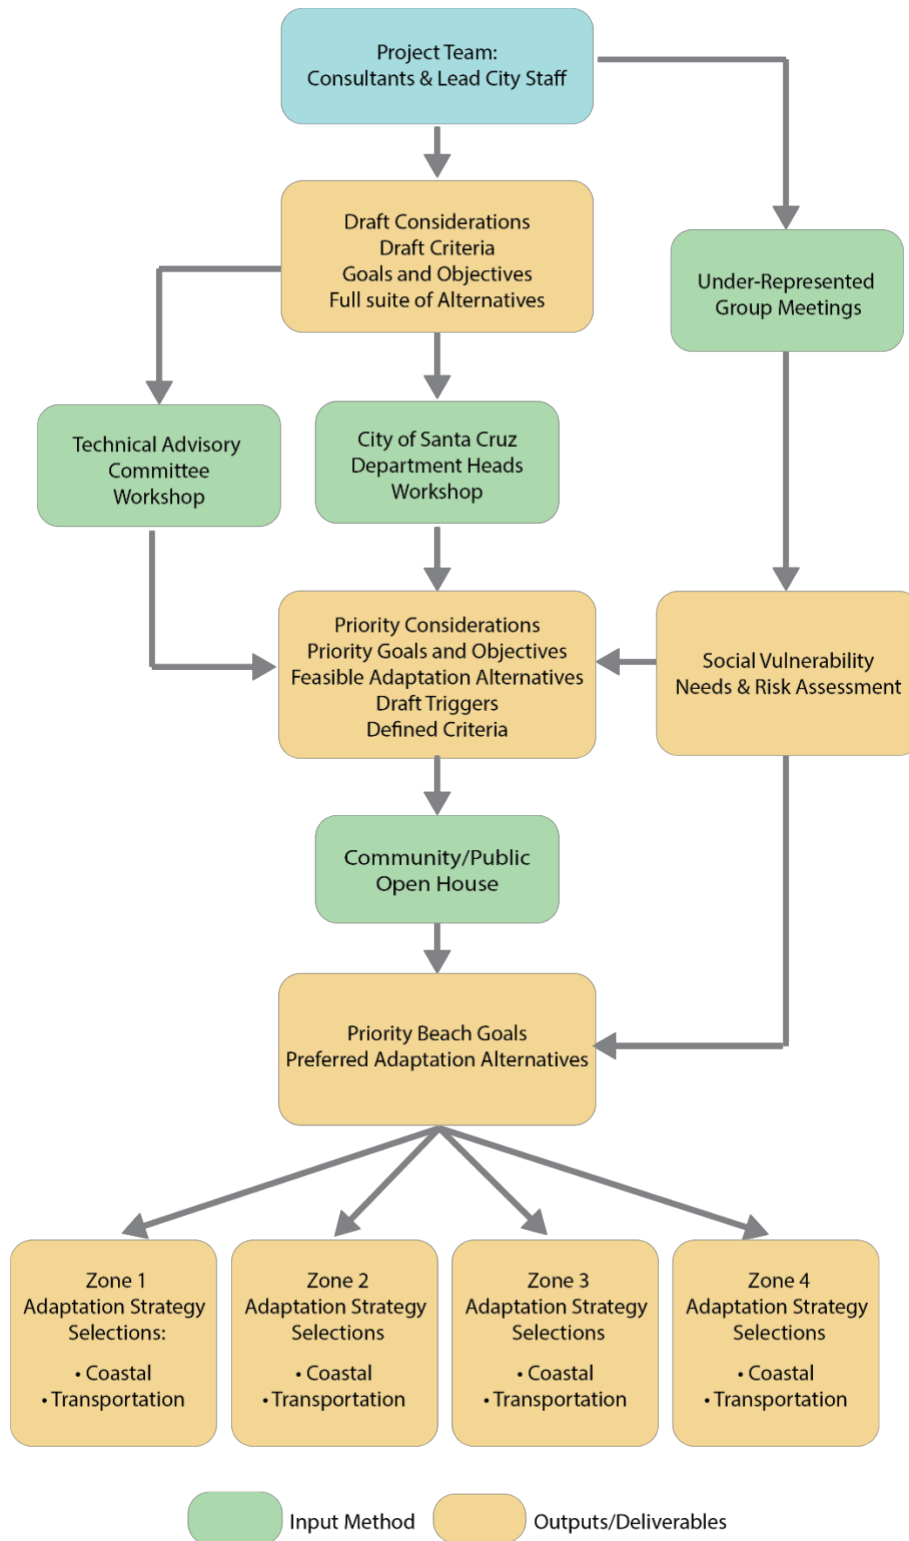 Project Team:
Consultants & Lead City Staff
Draft Considerations
Draft Criteria
Goals and Objectives
Full suite of Alternatives
Under-Represented
Group Meetings
Technical Advisory
Committee
Workshop
City of Santa Cruz
Department Heads
Workshop
Priority Considerations
Priority Goals and Objectives
Feasible Adaptation Alternatives
Draft Triggers
Defined Criteria
Social Vulnerability
Needs & Risk Assessment
Community/Public
Open House
Priority Beach Goals
Preferred Adaptation Alternatives
Zone 1
Adaptation Strategy
Selections:
• Coastal
• Transportation
Zone 2
Adaptation Strategy
Selections
• Coastal
• Transportation
Zone 3
Adaptation Strategy
Selections
• Coastal
• Transportation
Zone 4
Adaptation Strategy
Selections
• Coastal
• Transportation
Input Method
Outputs/Deliverables